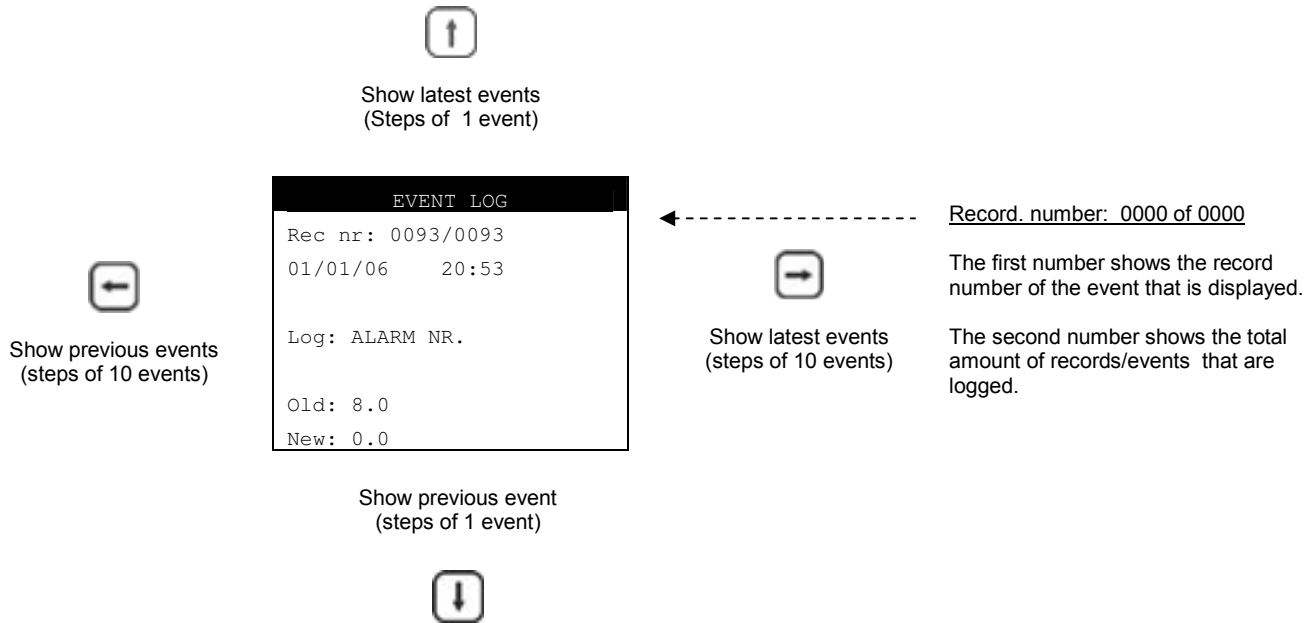 Show latest events
(Steps of 1 event)
EVENT LOG
Rec nr: 0093/0093
01/01/06 20:53
Log: ALARM NR.
Old: 8.0
New: 0.0
Show previous events
(steps of 10 events)
Show latest events
(steps of 10 events)
Record. number: 0000 of 0000
The first number shows the record
number of the event that is displayed.
The second number shows the total
amount of records/events that are
logged.
Show previous event
(steps of 1 event)